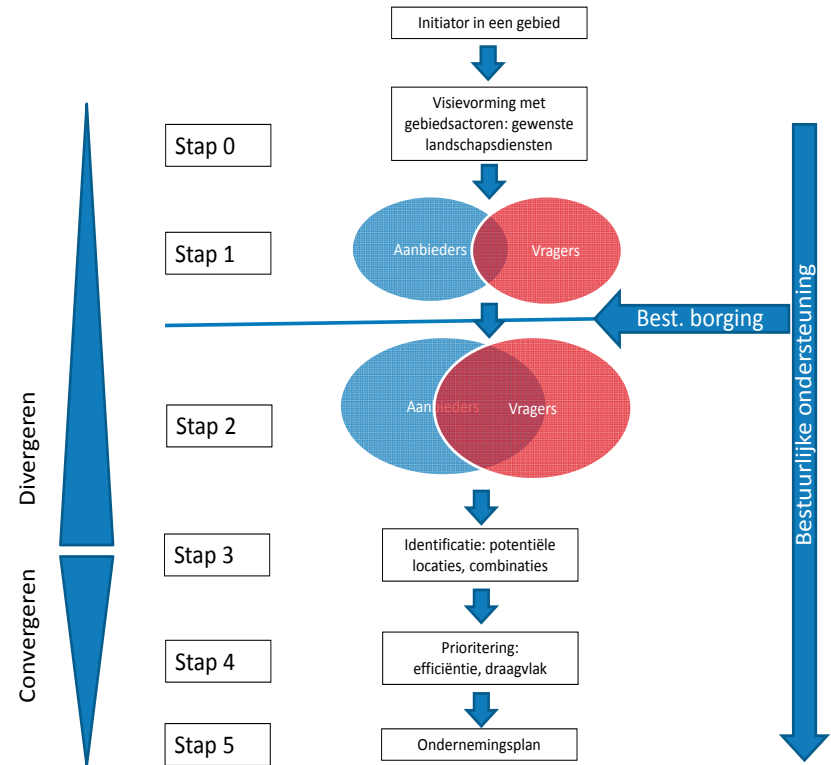 Initiator in een gebied
Visievorming met
gebiedsactoren: gewenste
landschapsdiensten
Stap 0
Stap 1
Aanbieders
Vragers
Best. borging
Stap 2
Aanbieders
Vragers
Divergeren
Bestuurlijke ondersteuning
Stap 3
Identificatie: potentiële
locaties, combinaties
Convergeren
Stap 4
Prioritering:
efficiëntie, draagvlak
Stap 5
Ondernemingsplan